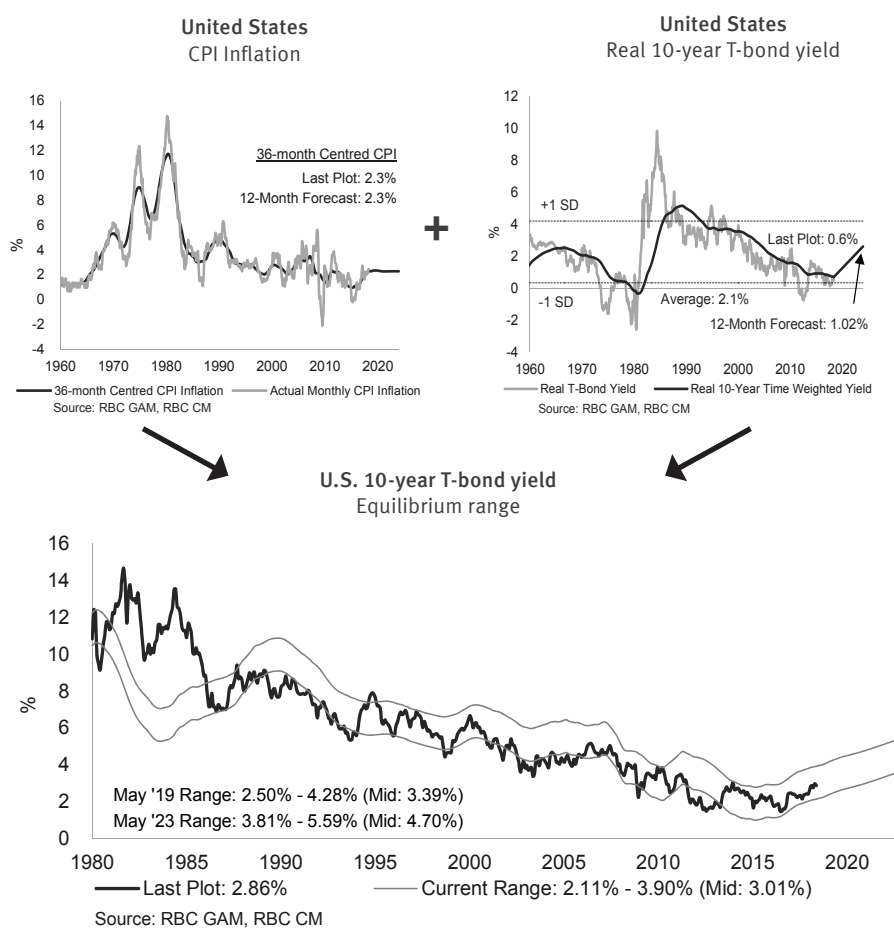 United States
CPI Inflation
16
14
12
10
8
6
4
2
0
-2
-4
%
36-month Centred CPI
Last Plot: 2.3%
12-Month Forecast: 2.3%
1960 1970 1980 1990 2000 2010 2020
36-month Centred CPI Inflation Actual Monthly CPI Inflation
Source: RBC GAM, RBC CM
+
United States
Real 10-year T-bond yield
12
10
8
6
4
2
0
-2
-4
%
+1 SD
Last Plot: 0.6%
-1 SD
Average: 2.1%
12-Month Forecast: 1.02%
1960 1970 1980 1990 2000 2010 2020
Real T-Bond Yield Real 10-Year Time Weighted Yield
Source: RBC GAM, RBC CM
U.S. 10-year T-bond yield
Equilibrium range
16
14
12
10
8
6
4
2
0
%
May '19 Range: 2.50% - 4.28% (Mid: 3.39%)
May '23 Range: 3.81% - 5.59% (Mid: 4.70%)
1980 1985 1990 1995 2000 2005 2010 2015 2020
Last Plot: 2.86% Current Range: 2.11% - 3.90% (Mid: 3.01%)
Source: RBC GAM, RBC CM